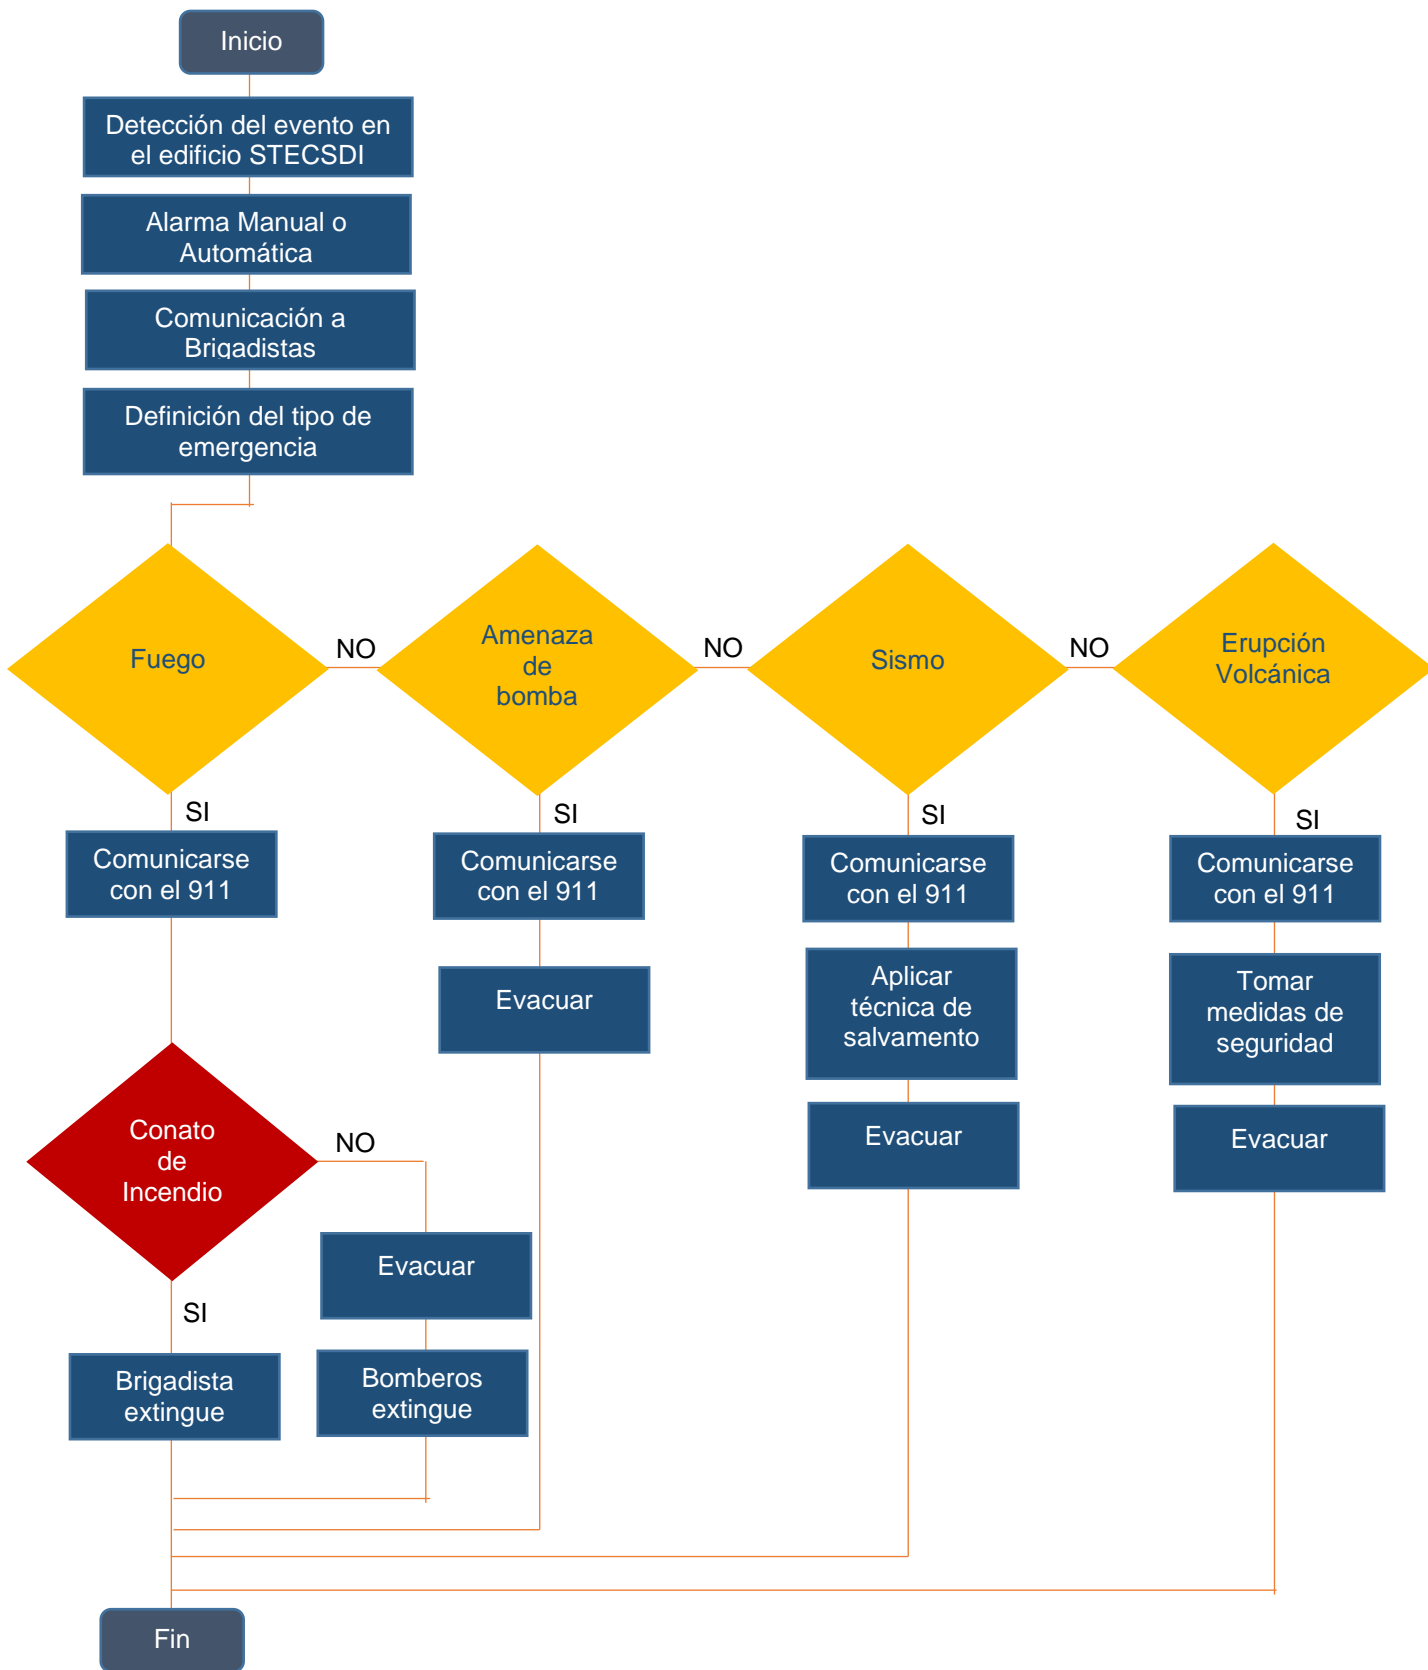 Inicio
Detección del evento en
el edificio STECSDI
Alarma Manual o
Automática
Comunicación a
Brigadistas
Definición del tipo de
emergencia
Fuego
NO
Amenaza
de
bomba
NO
Sismo
NO
Erupción
Volcánica
SI
SI
SI
SI
Comunicarse
con el 911
Comunicarse
con el 911
Comunicarse
con el 911
Comunicarse
con el 911
Evacuar
Aplicar
técnica de
salvamento
Tomar
medidas de
seguridad
Evacuar
Evacuar
Conato
de
Incendio
NO
Evacuar
SI
Brigadista
extingue
Bomberos
extingue
Fin